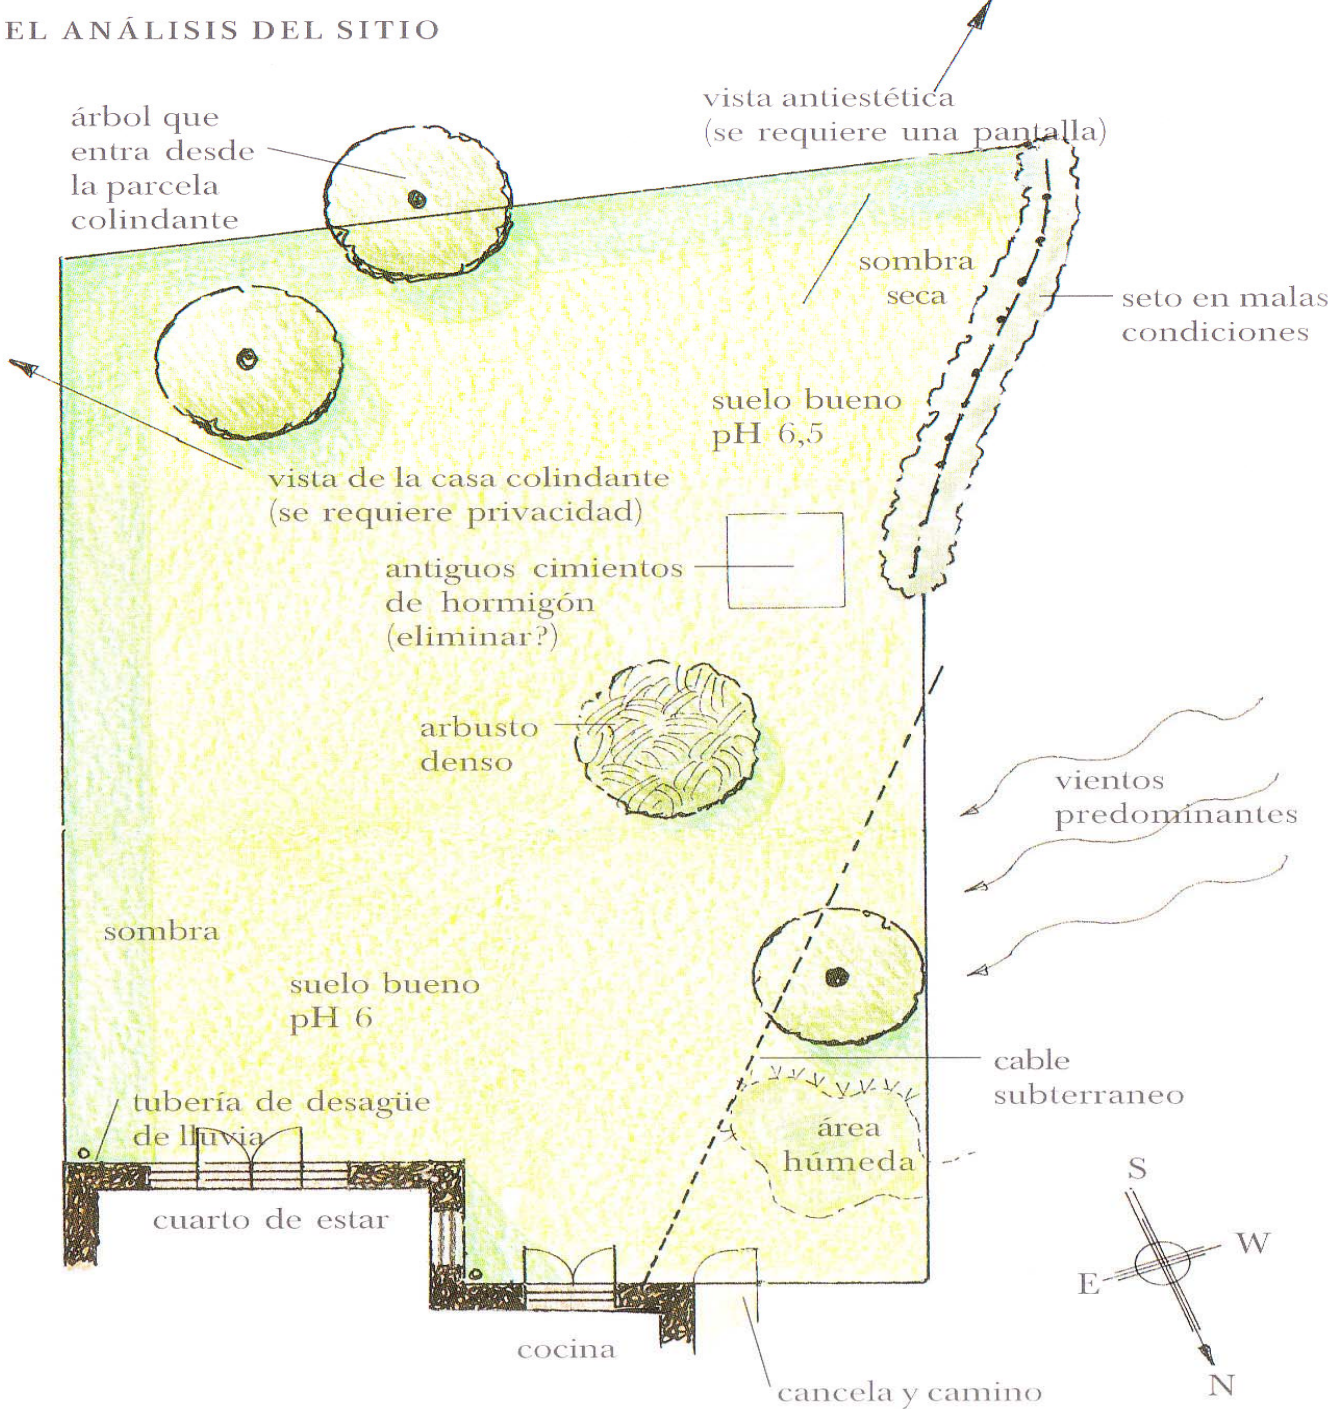 EL ANÁLISIS DEL SITIO
vista antiestética
(se requiere una pantalla)
árbol que
entra desde
la parcela
colindante
sombra
seca
seto en malas
condiciones
suelo bueno
pH 6,5
vista de la casa colindante
(se requiere privacidad)
antiguos cimientos
de hormigón
(eliminar?)
arbusto
denso
vientos
predominantes
sombra
suelo bueno
pH 6
cable
subterraneo
tubería de desagüe
de lluvia
área
húmeda
cuarto de estar
cocina
cancela y camino
S
W
E
N